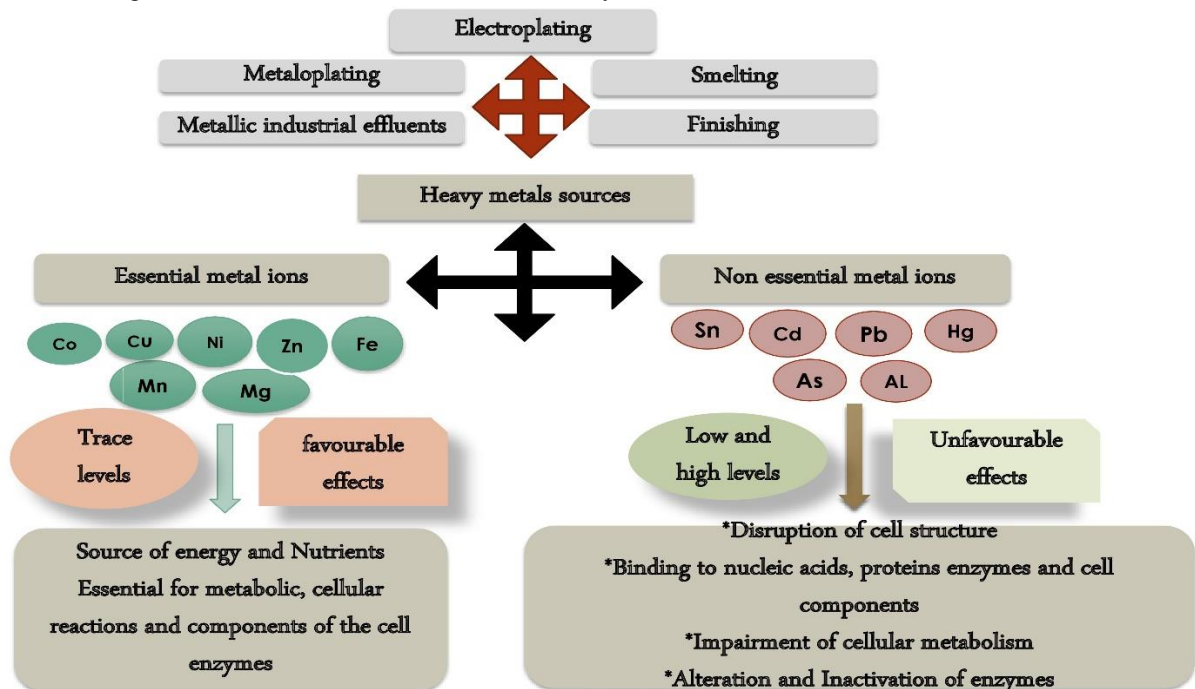 Electroplating
Metaloplating
Smelting
Metallic industrial effluents
Finishing
Heavy metals sources
Essential metal ions
Non essential metal ions
Co
Cu
Ni
Zn
Fe
Mn
Mg
Sn
Cd
Pb
Hg
As
AL
Trace
levels
favourable
effects
Low and
high levels
Unfavourable
effects
Source of energy and Nutrients
Essential for metabolic, cellular
reactions and components of the cell
enzymes
*Disruption of cell structure
*Binding to nucleic acids, proteins enzymes and cell
components
*Impairment of cellular metabolism
*Alteration and Inactivation of enzymes